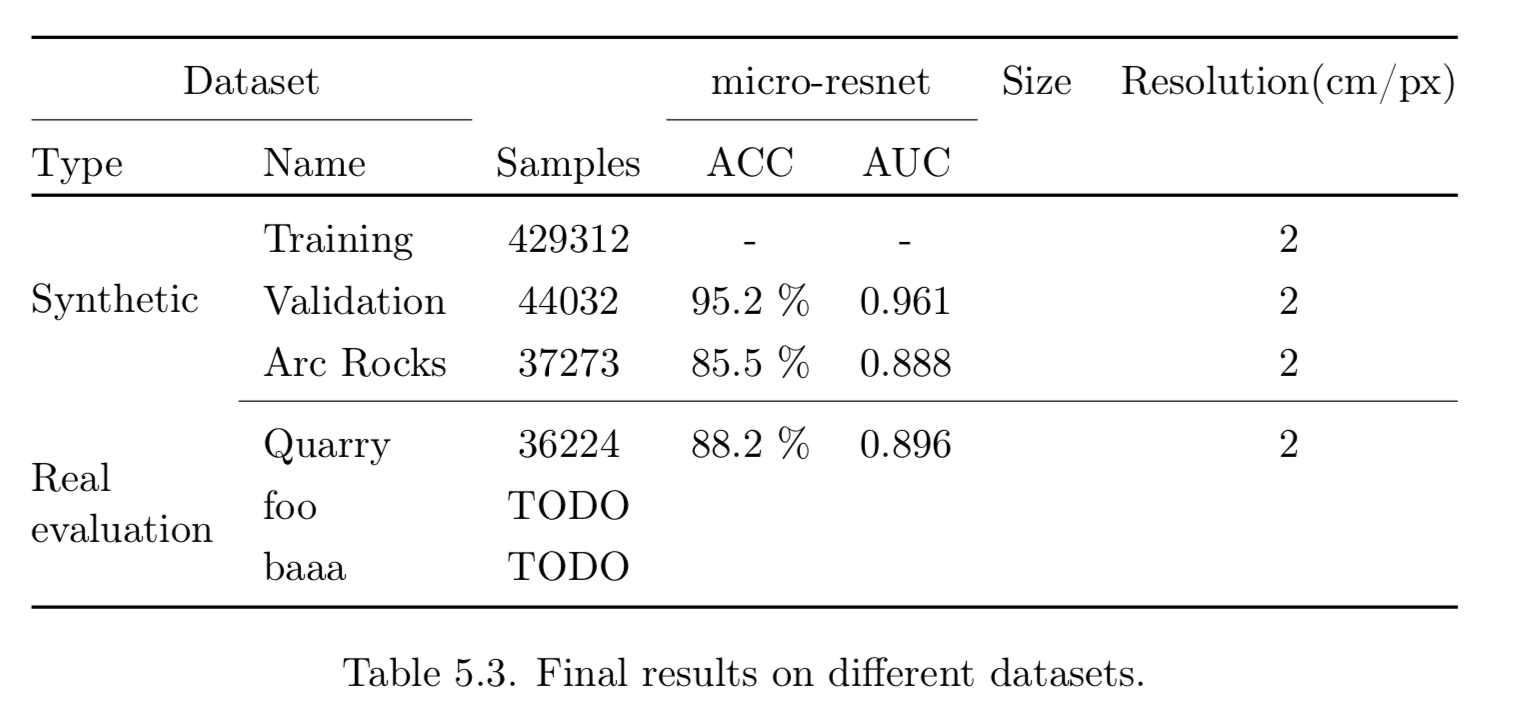 Dataset micro-resnet Size Resolution(cm/px)
Type Name Samples ACC AUC
Training 429312 - - 2
Synthetic Validation 44032 95.2 % 0.961 2
Arc Rocks 37273 85.5 % 0.888 2
Quarry 36224 88.2 % 0.896 2
Real
evaluation
foo TODO
baaa TODO
Table 5.3. Final results on different datasets.